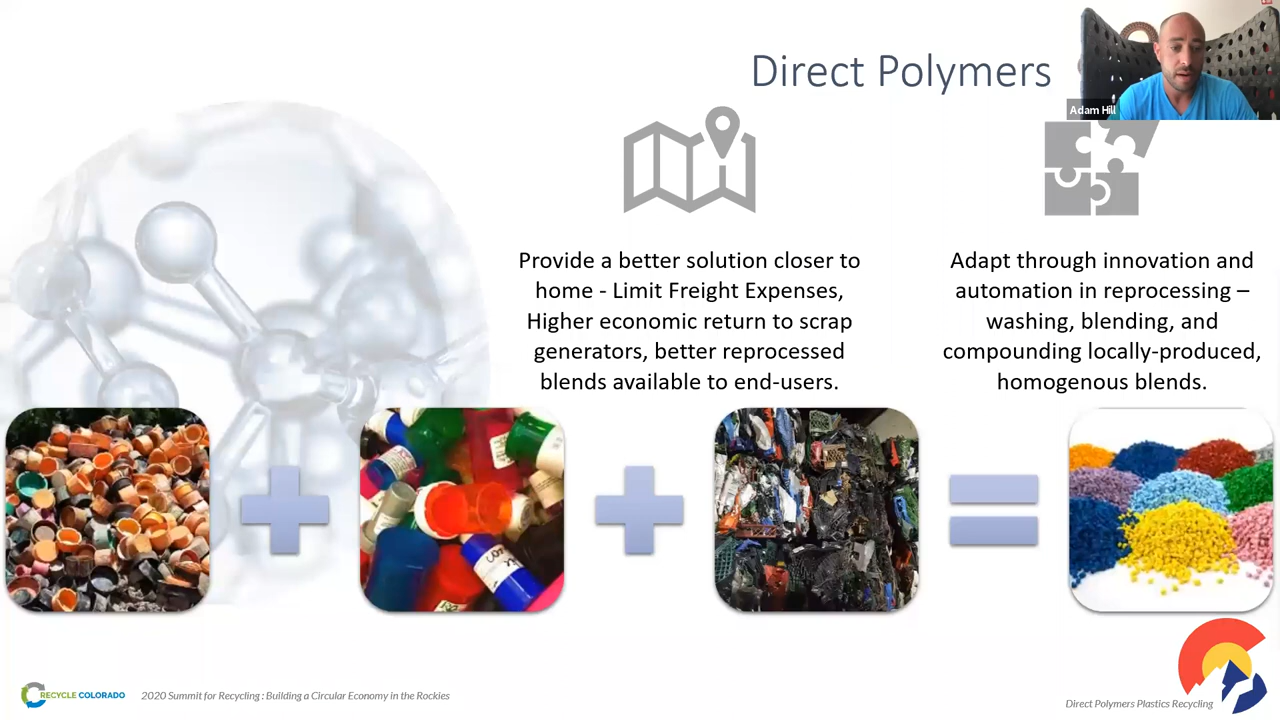 Direct Polymers
Adam Hill
Provide a better solution closer to
home - Limit Freight Expenses,
Higher economic return to scrap
generators, better reprocessed
blends available to end-users.
Adapt through innovation and
automation in reprocessing –
washing, blending, and
compounding locally-produced,
homogenous blends.
RECYCLE COLORADO
2020 Summit for Recycling : Building a Circular Economy in the Rockies
Direct Polymers Plastics Recycling